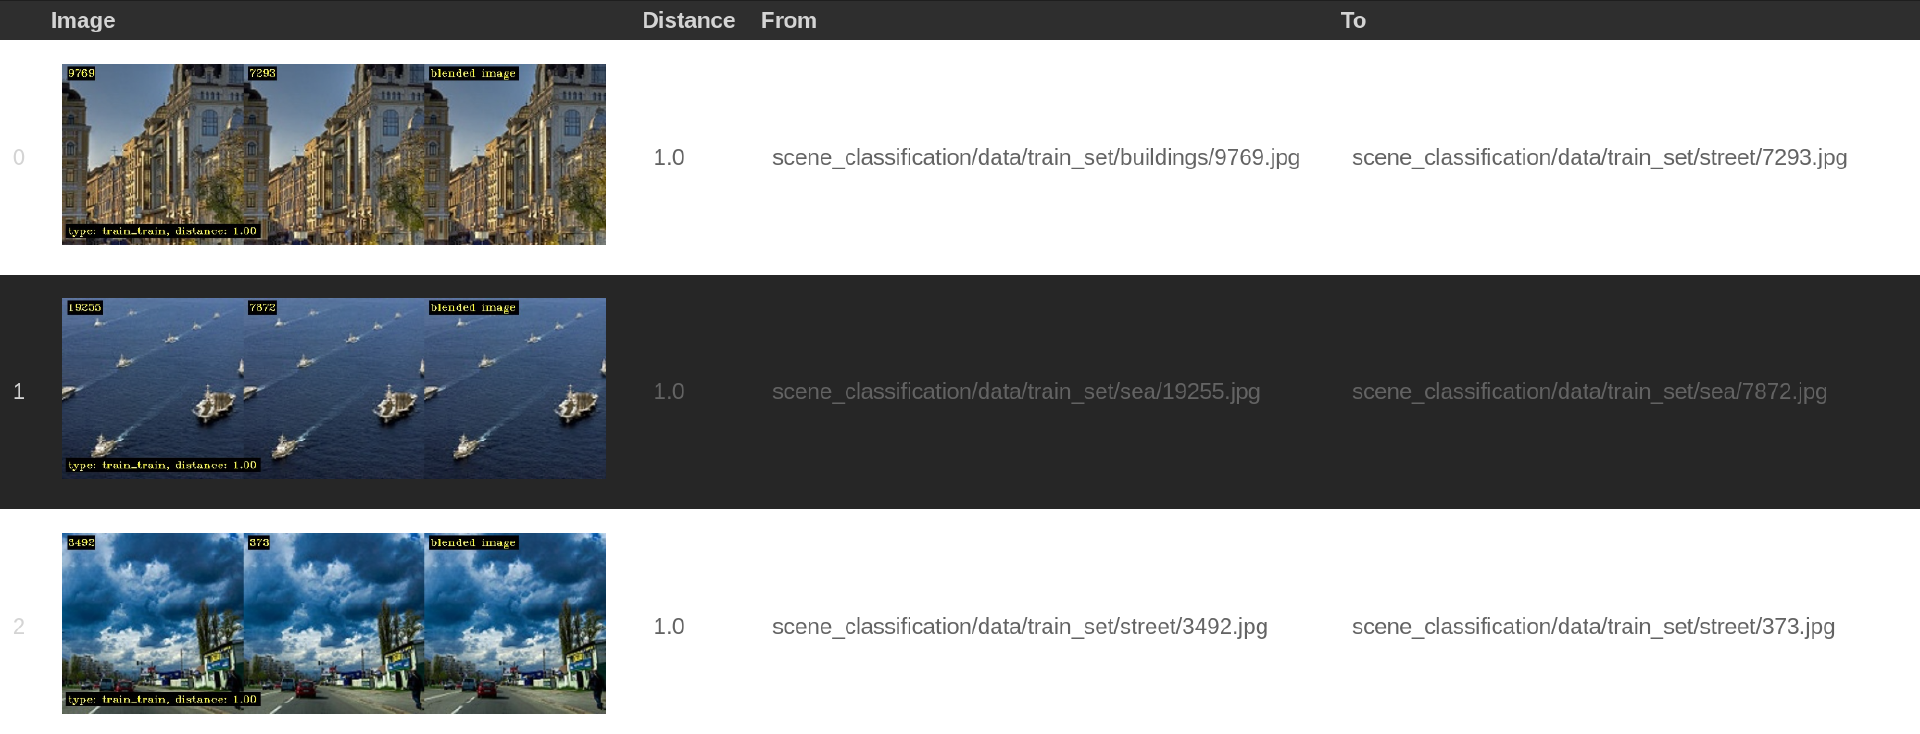 Image Distance From To
9769 7293 blended image
0 1.0 scene_classification/data/train_set/buildings/9769.jpg scene_classification/data/train_set/street/7293.jpg
type: train_train, distance: 1.00
19255 7872 blended image
1 1.0 scene_classification/data/train_set/sea/19255.jpg scene_classification/data/train_set/sea/7872.jpg
type: train_train, distance: 1.00
3492 373 blended image
2 1.0 scene_classification/data/train_set/street/3492.jpg scene_classification/data/train_set/street/373.jpg
type: train_train, distance: 1.00